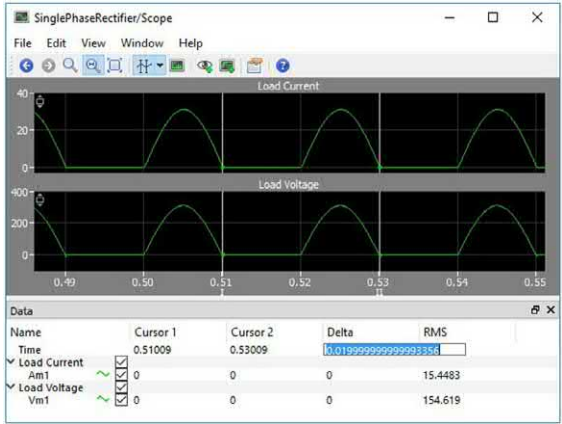 SinglePhaseRectifier/Scope
File Edit View Window Help
Load Current
40
20
0
Load Voltage
400
200
0
0.49 0.50 0.51 0.52 0.53 0.54 0.55
I II
Data
Name Cursor 1 Cursor 2 Delta RMS
Time 0.51009 0.53009 0.019999999999993356
Load Current
Am1 0 0 0 15.4483
Load Voltage
Vm1 0 0 0 154.619